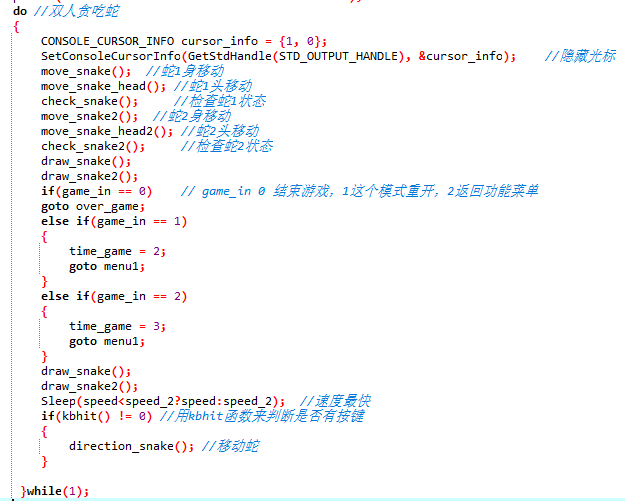 do //双人贪吃蛇
{
CONSOLE_CURSOR_INFO cursor_info = {1, 0};
SetConsoleCursorInfo(GetStdHandle(STD_OUTPUT_HANDLE), &cursor_info); //隐藏光标
move_snake(); //蛇1身移动
move_snake_head(); //蛇1头移动
check_snake(); //检查蛇1状态
move_snake2(); //蛇2身移动
move_snake_head2(); //蛇2头移动
check_snake2(); //检查蛇2状态
draw_snake();
draw_snake2();
if(game_in == 0) // game_in 0 结束游戏，1这个模式重开，2返回功能菜单
goto over_game;
else if(game_in == 1)
{
time_game = 2;
goto menu1;
}
else if(game_in == 2)
{
time_game = 3;
goto menu1;
}
draw_snake();
draw_snake2();
Sleep(speed<speed_2?speed:speed_2); //速度最快
if(kbhit() != 0) //用kbhit函数来判断是否有按键
{
direction_snake(); //移动蛇
}
}while(1);